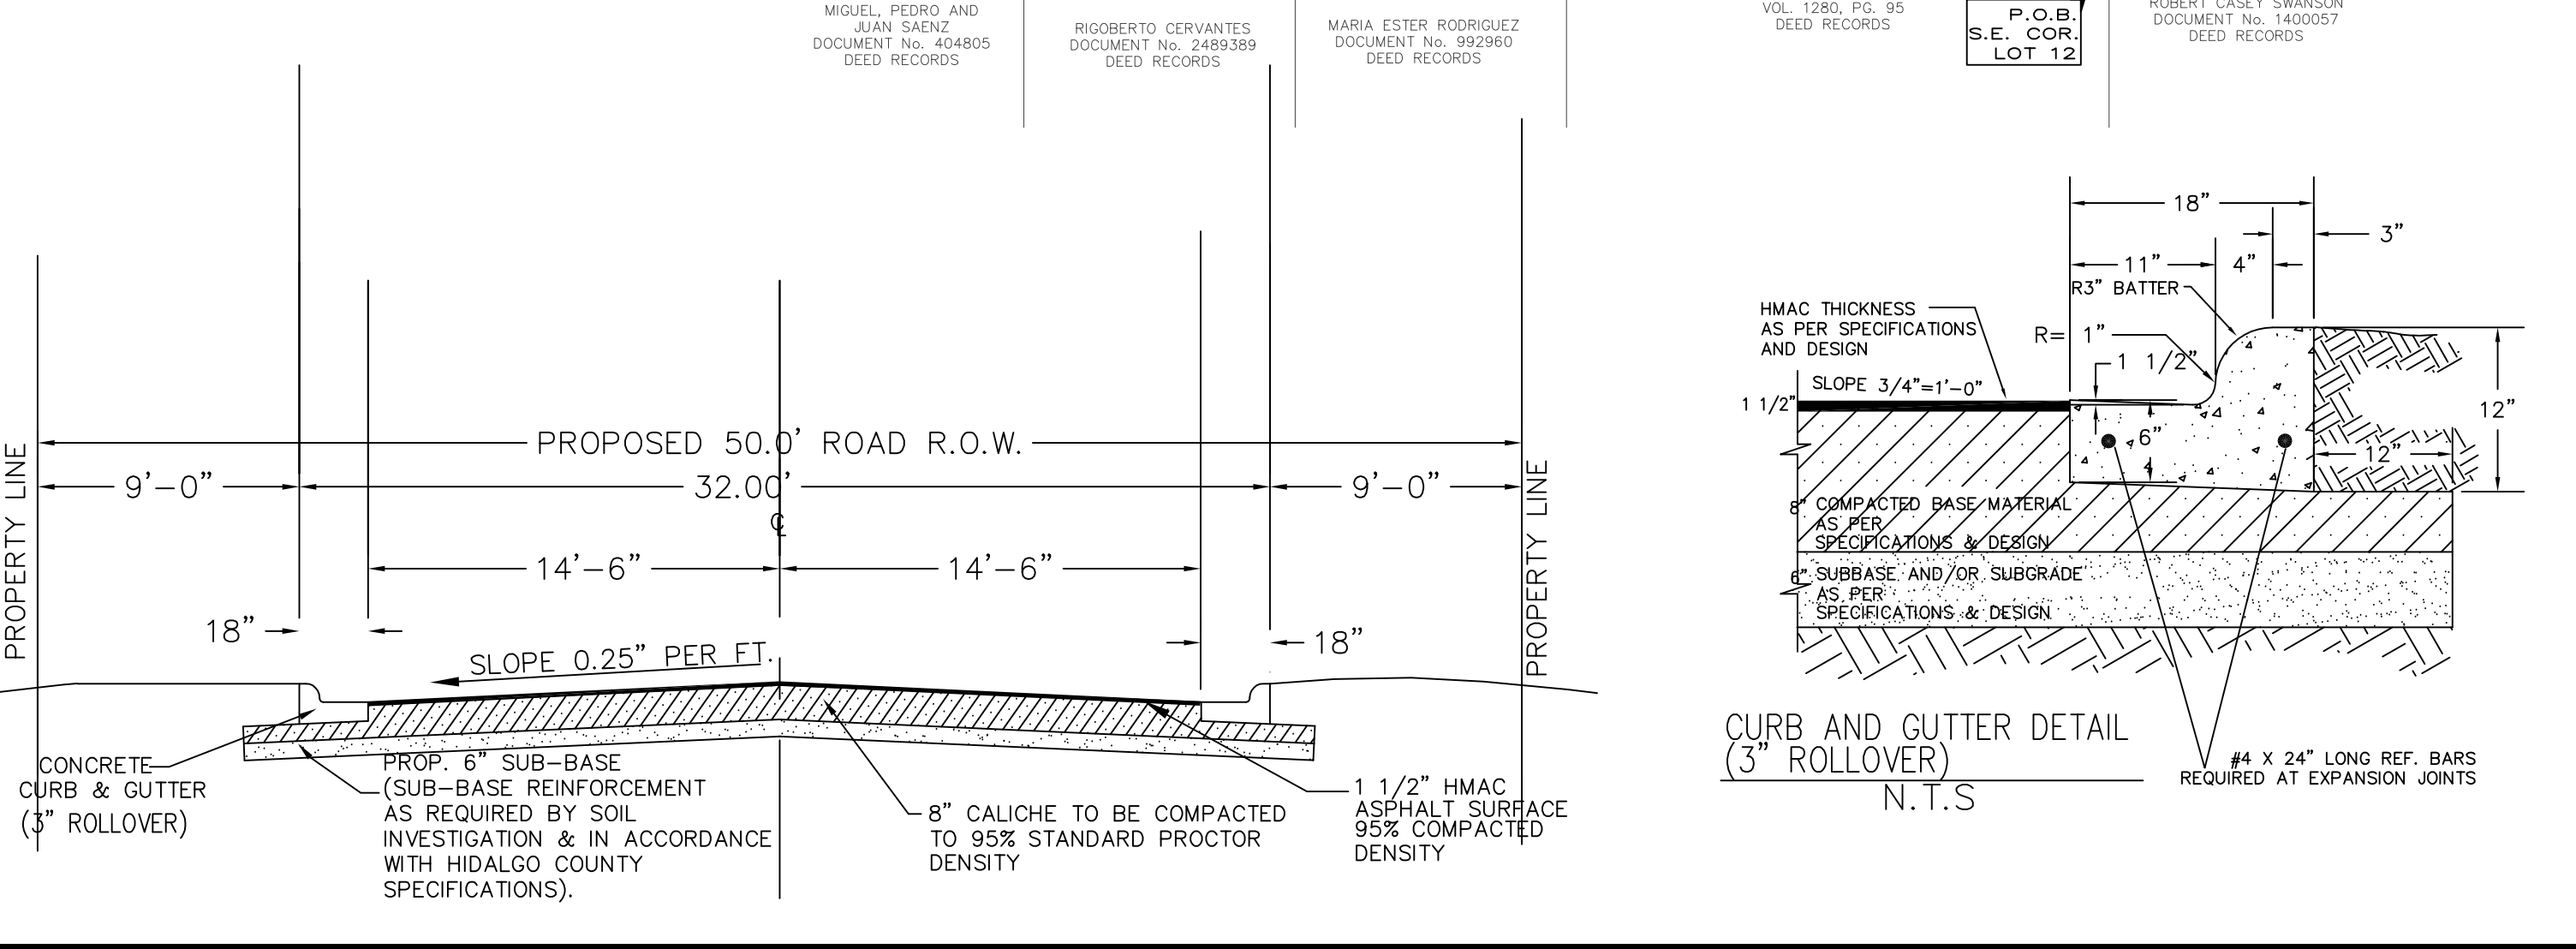 MIGUEL, PEDRO AND
JUAN SAENZ
DOCUMENT No. 404805
DEED RECORDS
RIGOBERTO CERVANTES
DOCUMENT No. 2489389
DEED RECORDS
MARIA ESTER RODRIGUEZ
DOCUMENT No. 992960
DEED RECORDS
VOL. 1280, PG. 95
DEED RECORDS
P.O.B.
S.E. COR.
LOT 12
ROBERT CASEY SWANSON
DOCUMENT No. 1400057
DEED RECORDS
PROPERTY LINE
PROPOSED 50.0' ROAD R.O.W.
9'-0"
32.00'
9'-0"
℄
14'-6"
14'-6"
18"
18"
SLOPE 0.25" PER FT.
PROPERTY LINE
CONCRETE
CURB & GUTTER
(3" ROLLOVER)
PROP. 6" SUB-BASE
(SUB-BASE REINFORCEMENT
AS REQUIRED BY SOIL
INVESTIGATION & IN ACCORDANCE
WITH HIDALGO COUNTY
SPECIFICATIONS).
8" CALICHE TO BE COMPACTED
TO 95% STANDARD PROCTOR
DENSITY
1 1/2" HMAC
ASPHALT SURFACE
95% COMPACTED
DENSITY
18"
3"
11"
4"
R3" BATTER
HMAC THICKNESS
AS PER SPECIFICATIONS
AND DESIGN
R= 1"
1 1/2"
SLOPE 3/4"=1'-0"
1 1/2"
6"
12"
12"
8" COMPACTED BASE MATERIAL
AS PER
SPECIFICATIONS & DESIGN
6" SUBBASE AND/OR SUBGRADE
AS PER
SPECIFICATIONS & DESIGN
CURB AND GUTTER DETAIL
(3" ROLLOVER)
N.T.S
#4 X 24" LONG REF. BARS
REQUIRED AT EXPANSION JOINTS